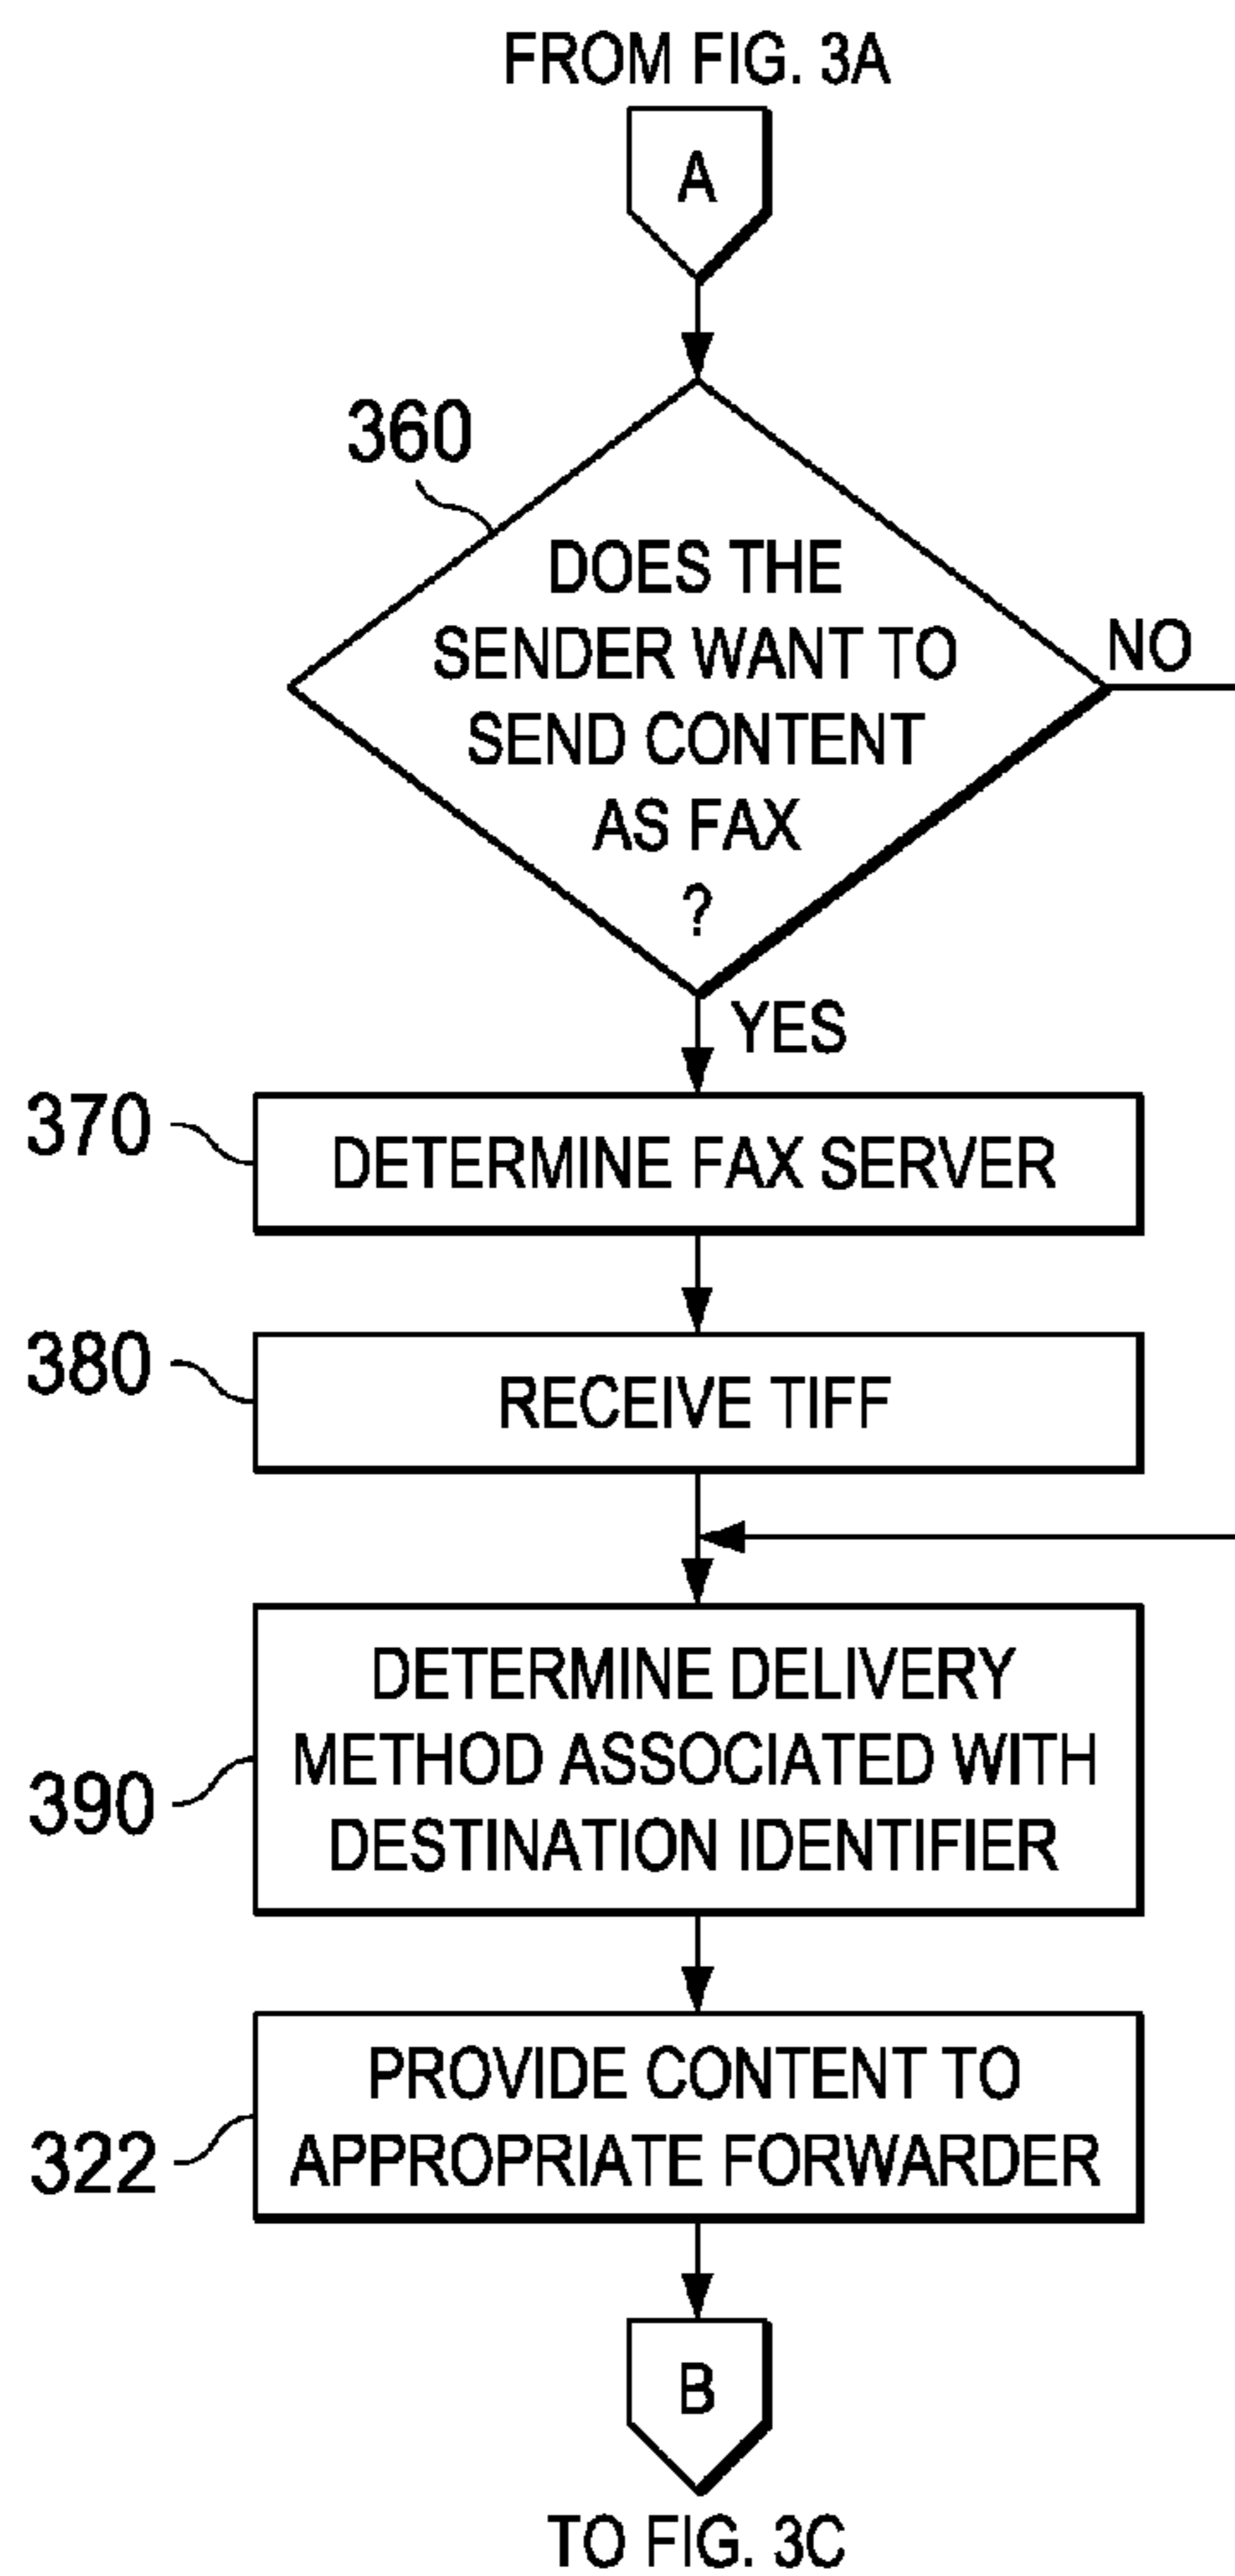 FROM FIG. 3A
A
360
DOES THE
SENDER WANT TO
SEND CONTENT
AS FAX
?
NO
YES
370
DETERMINE FAX SERVER
380
RECEIVE TIFF
390
DETERMINE DELIVERY
METHOD ASSOCIATED WITH
DESTINATION IDENTIFIER
322
PROVIDE CONTENT TO
APPROPRIATE FORWARDER
B
TO FIG. 3C